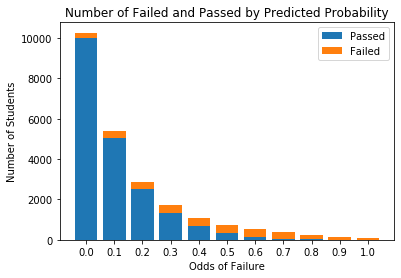 Number of Failed and Passed by Predicted Probability
Passed
Failed
Number of Students
10000
8000
6000
4000
2000
0
0.0 0.1 0.2 0.3 0.4 0.5 0.6 0.7 0.8 0.9 1.0
Odds of Failure